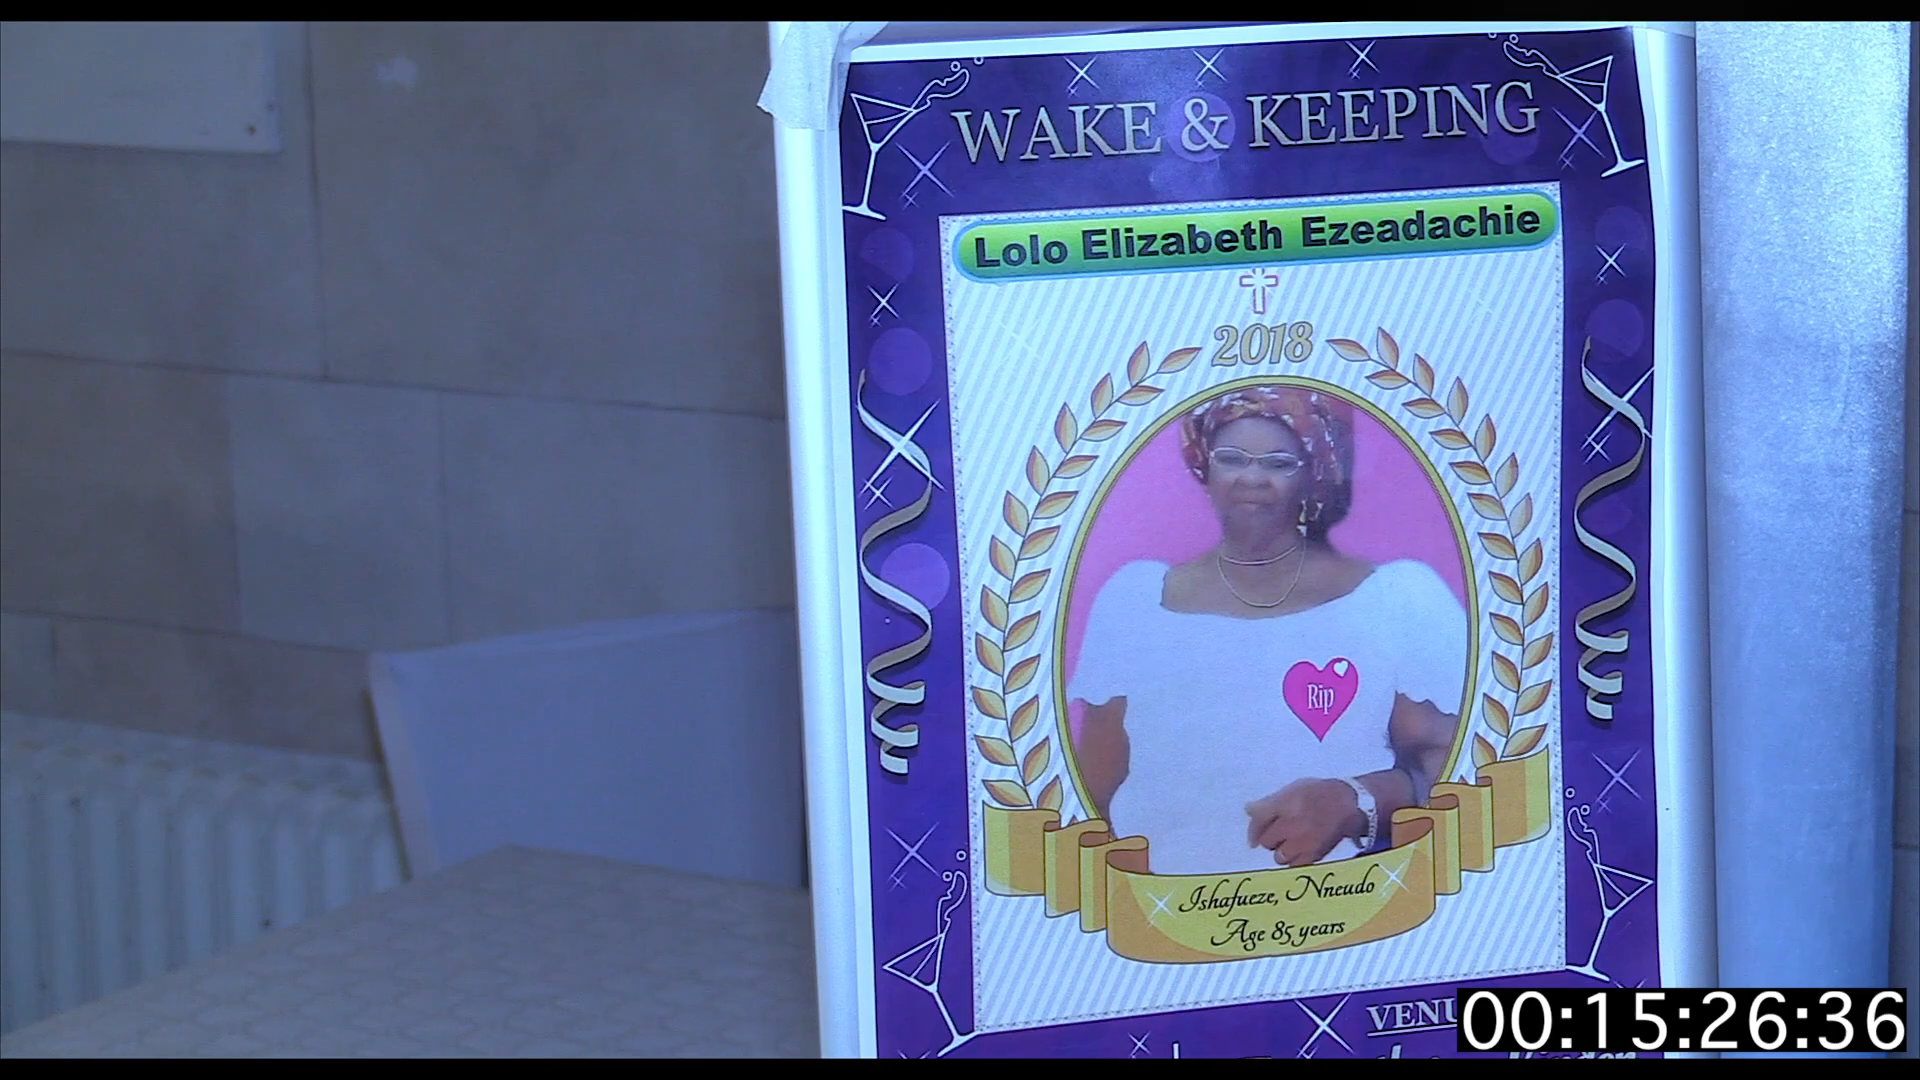 WAKE & KEEPING
Lolo Elizabeth Ezeadachie
2018
Rip
Ishafueze, Nneudo
Age 85 years
00:15:26:36